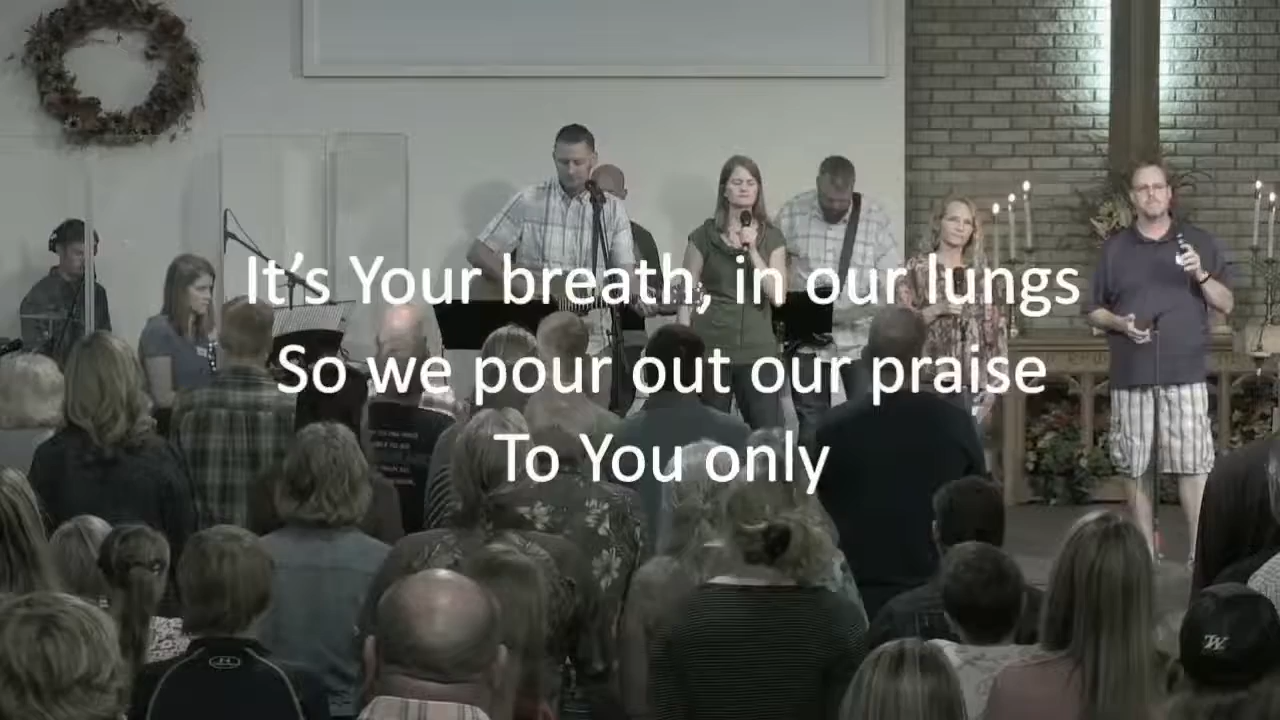 It’s Your breath, in our lungs
So we pour out our praise
To You only